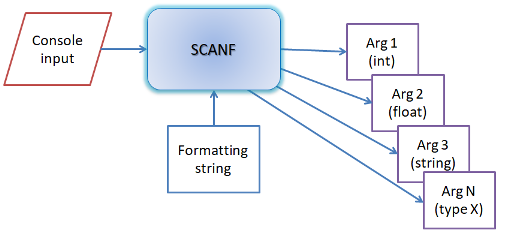 Console
input
SCANF
Formatting
string
Arg 1
(int)
Arg 2
(float)
Arg 3
(string)
Arg N
(type X)